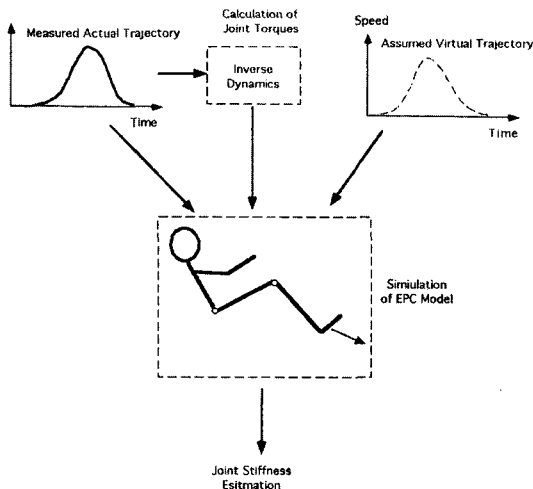 Measured Actual Trajectory
Time
Calculation of
Joint Torques
Inverse
Dynamics
Speed
Assumed Virtual Trajectory
Time
Simiulation
of EPC Model
Joint Stiffness
Esitmation